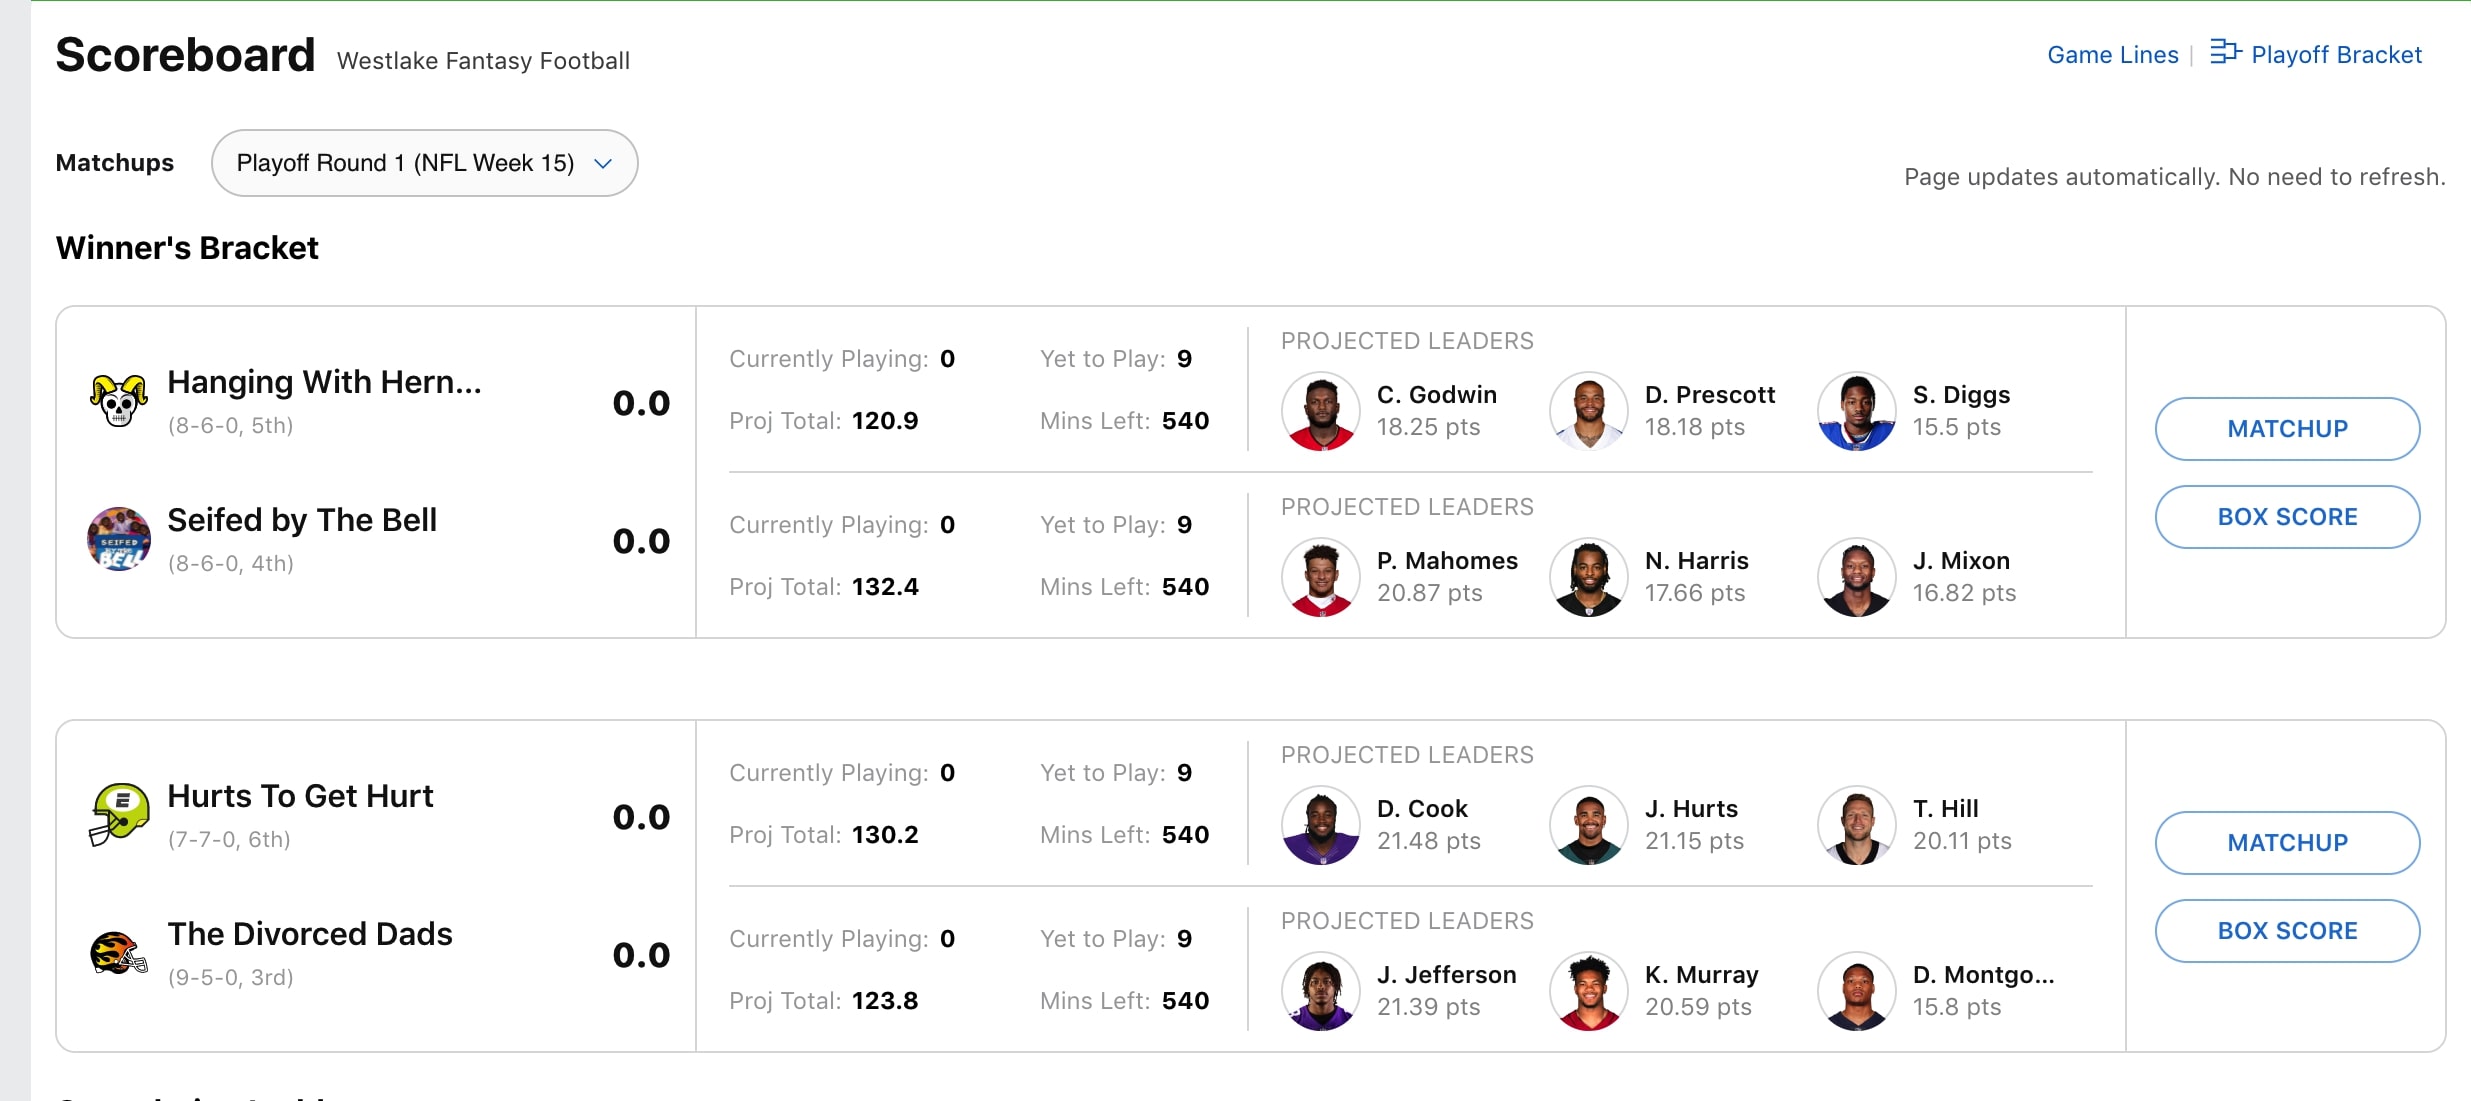 Scoreboard Westlake Fantasy Football
Game Lines | Playoff Bracket
Matchups Playoff Round 1 (NFL Week 15)
Page updates automatically. No need to refresh.
Winner's Bracket
Hanging With Hern...
(8-6-0, 5th)
0.0
Currently Playing: 0 Yet to Play: 9
Proj Total: 120.9 Mins Left: 540
PROJECTED LEADERS
C. Godwin
18.25 pts
D. Prescott
18.18 pts
S. Diggs
15.5 pts
Seifed by The Bell
(8-6-0, 4th)
0.0
SEIFED
BY THE
BELL
Currently Playing: 0 Yet to Play: 9
Proj Total: 132.4 Mins Left: 540
PROJECTED LEADERS
P. Mahomes
20.87 pts
N. Harris
17.66 pts
J. Mixon
16.82 pts
MATCHUP
BOX SCORE
Hurts To Get Hurt
(7-7-0, 6th)
0.0
E
Currently Playing: 0 Yet to Play: 9
Proj Total: 130.2 Mins Left: 540
PROJECTED LEADERS
D. Cook
21.48 pts
J. Hurts
21.15 pts
T. Hill
20.11 pts
The Divorced Dads
(9-5-0, 3rd)
0.0
Currently Playing: 0 Yet to Play: 9
Proj Total: 123.8 Mins Left: 540
PROJECTED LEADERS
J. Jefferson
21.39 pts
K. Murray
20.59 pts
D. Montgo...
15.8 pts
MATCHUP
BOX SCORE